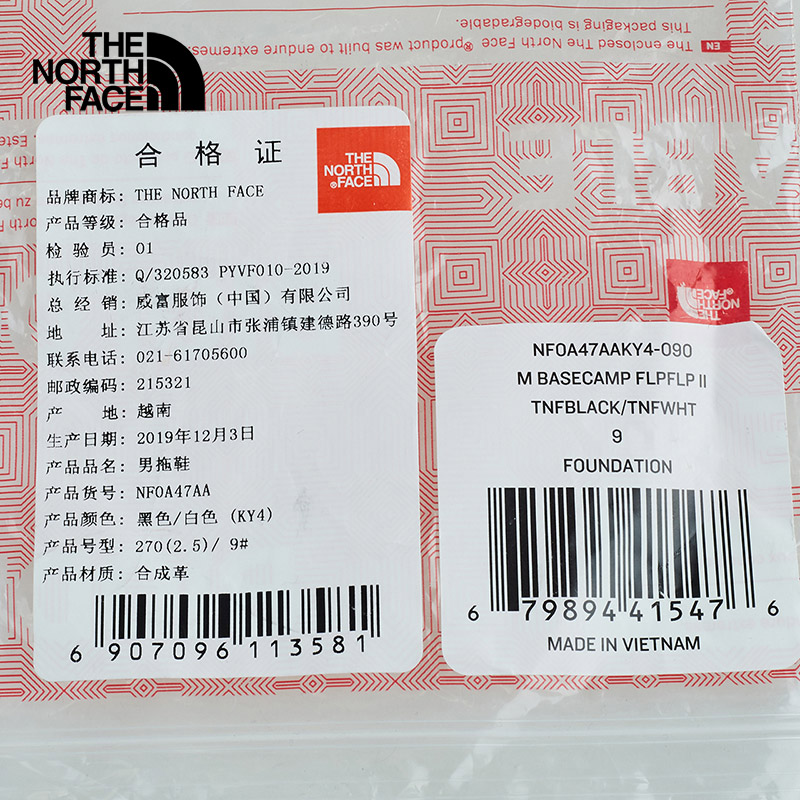 THE
NORTH
FACE
This packaging is biodegradable.
The enclosed The North Face® product was built to endure extremes.
EN
合格证
THE
NORTH
®FACE
品牌商标: THE NORTH FACE
产品等级: 合格品
检 验 员: 01
执行标准: Q/320583 PYVF010-2019
总 经 销: 威富服饰（中国）有限公司
地 址: 江苏省昆山市张浦镇建德路390号
联系电话: 021-61705600
邮政编码: 215321
产 地: 越南
生产日期: 2019年12月3日
产品品名: 男拖鞋
产品货号: NF0A47AA
产品颜色: 黑色/白色 (KY4)
产品号型: 270(2.5)/ 9#
产品材质: 合成革
6 907096 113581
THE
NORTH
FACE
NF0A47AAKY4-090
M BASECAMP FLPFLP II
TNFBLACK/TNFWHT
9
FOUNDATION
6 79894 41547 6
MADE IN VIETNAM